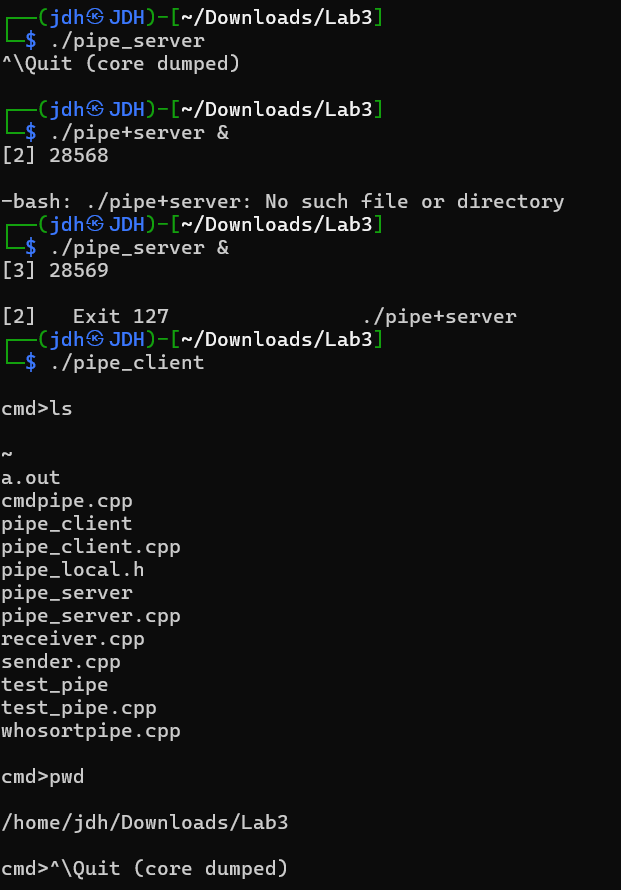 ┌──(jdh㉿JDH)-[~/Downloads/Lab3]
└─$ ./pipe_server
^\Quit (core dumped)
┌──(jdh㉿JDH)-[~/Downloads/Lab3]
└─$ ./pipe+server &
[2] 28568
-bash: ./pipe+server: No such file or directory
┌──(jdh㉿JDH)-[~/Downloads/Lab3]
└─$ ./pipe_server &
[3] 28569
[2]   Exit 127                ./pipe+server
┌──(jdh㉿JDH)-[~/Downloads/Lab3]
└─$ ./pipe_client
cmd>ls
~
a.out
cmdpipe.cpp
pipe_client
pipe_client.cpp
pipe_local.h
pipe_server
pipe_server.cpp
receiver.cpp
sender.cpp
test_pipe
test_pipe.cpp
whosortpipe.cpp
cmd>pwd
/home/jdh/Downloads/Lab3
cmd>^\Quit (core dumped)